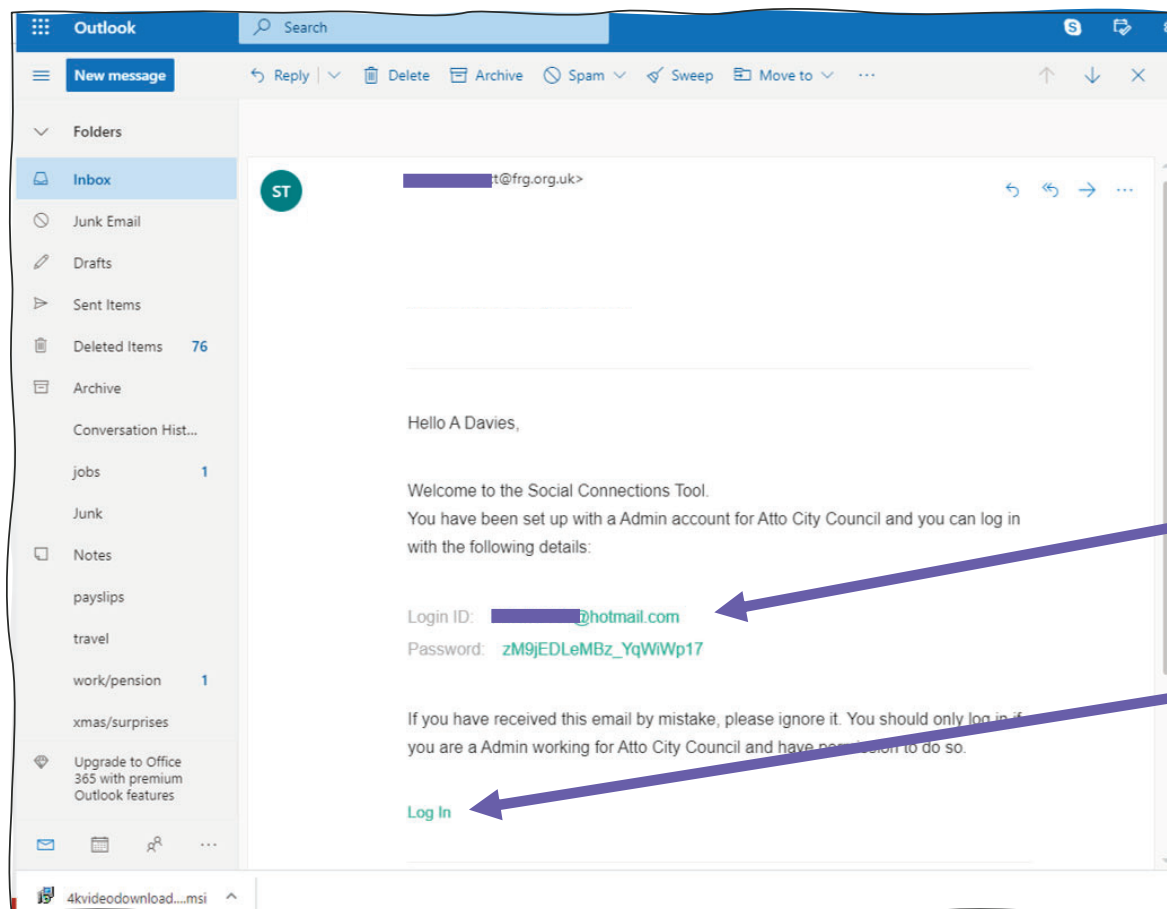 Outlook
Search
New message
Reply
Delete
Archive
Spam
Sweep
Move to
Folders
Inbox
Junk Email
Drafts
Sent Items
Deleted Items 76
Archive
Conversation Hist...
jobs 1
Junk
Notes
payslips
travel
work/pension 1
xmas/surprises
Upgrade to Office
365 with premium
Outlook features
ST
t@frg.org.uk>
Hello A Davies,
Welcome to the Social Connections Tool.
You have been set up with a Admin account for Atto City Council and you can log in
with the following details:
Login ID: @hotmail.com
Password: zM9jEDLeMBz_YqWiWp17
If you have received this email by mistake, please ignore it. You should only log in if
you are a Admin working for Atto City Council and have permission to do so.
Log In
4kvideodownload....msi